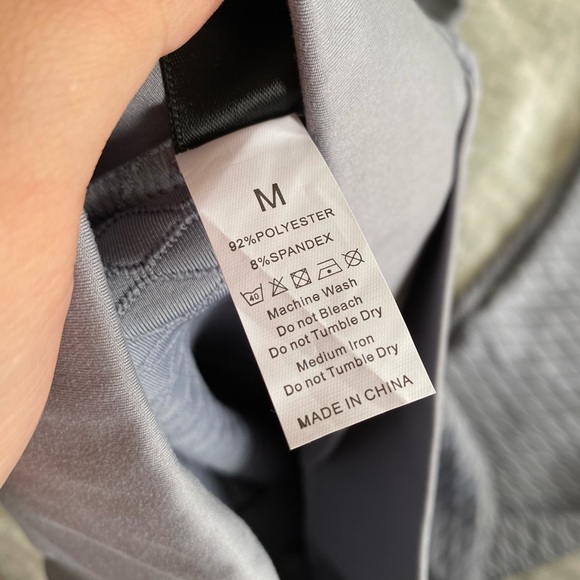 M
92%POLYESTER
8%SPANDEX
40
Machine Wash
Do not Bleach
Do not Tumble Dry
Medium Iron
Do not Tumble Dry
MADE IN CHINA